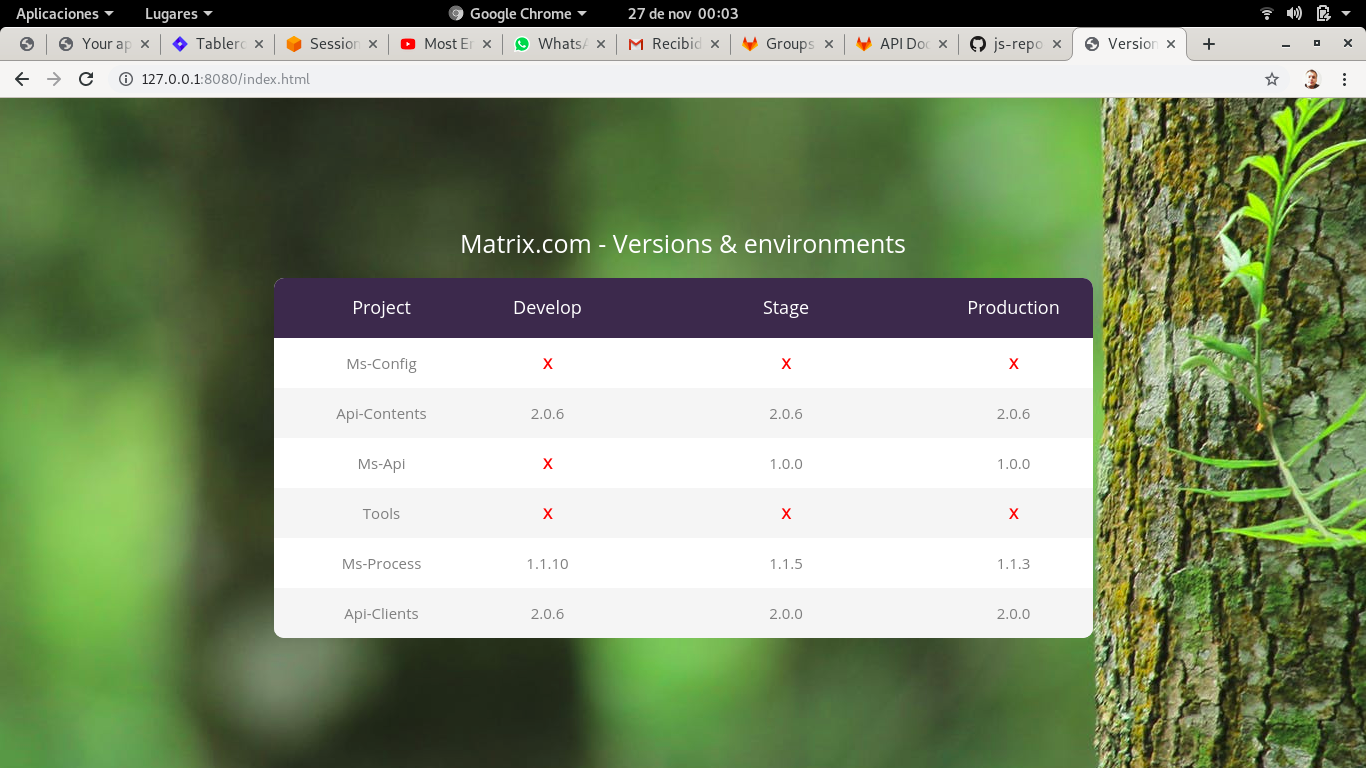 Aplicaciones Lugares Google Chrome 27 de nov 00:03
Your ap Tablerc Session Most Er Whats Recibid Groups API Doc js-repo Version
127.0.0.1:8080/index.html
Matrix.com - Versions & environments
Project Develop Stage Production
Ms-Config X X X
Api-Contents 2.0.6 2.0.6 2.0.6
Ms-Api X 1.0.0 1.0.0
Tools X X X
Ms-Process 1.1.10 1.1.5 1.1.3
Api-Clients 2.0.6 2.0.0 2.0.0